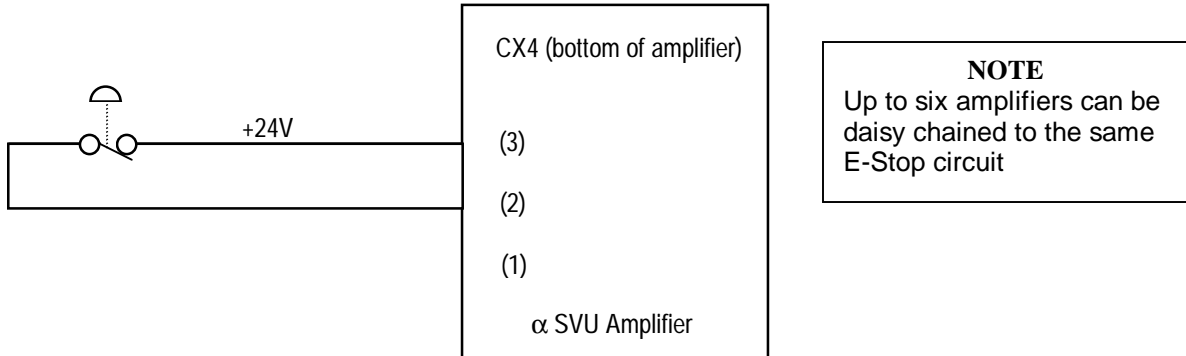 CX4 (bottom of amplifier)
+24V
(3)
(2)
(1)
α SVU Amplifier
NOTE
Up to six amplifiers can be
daisy chained to the same
E-Stop circuit